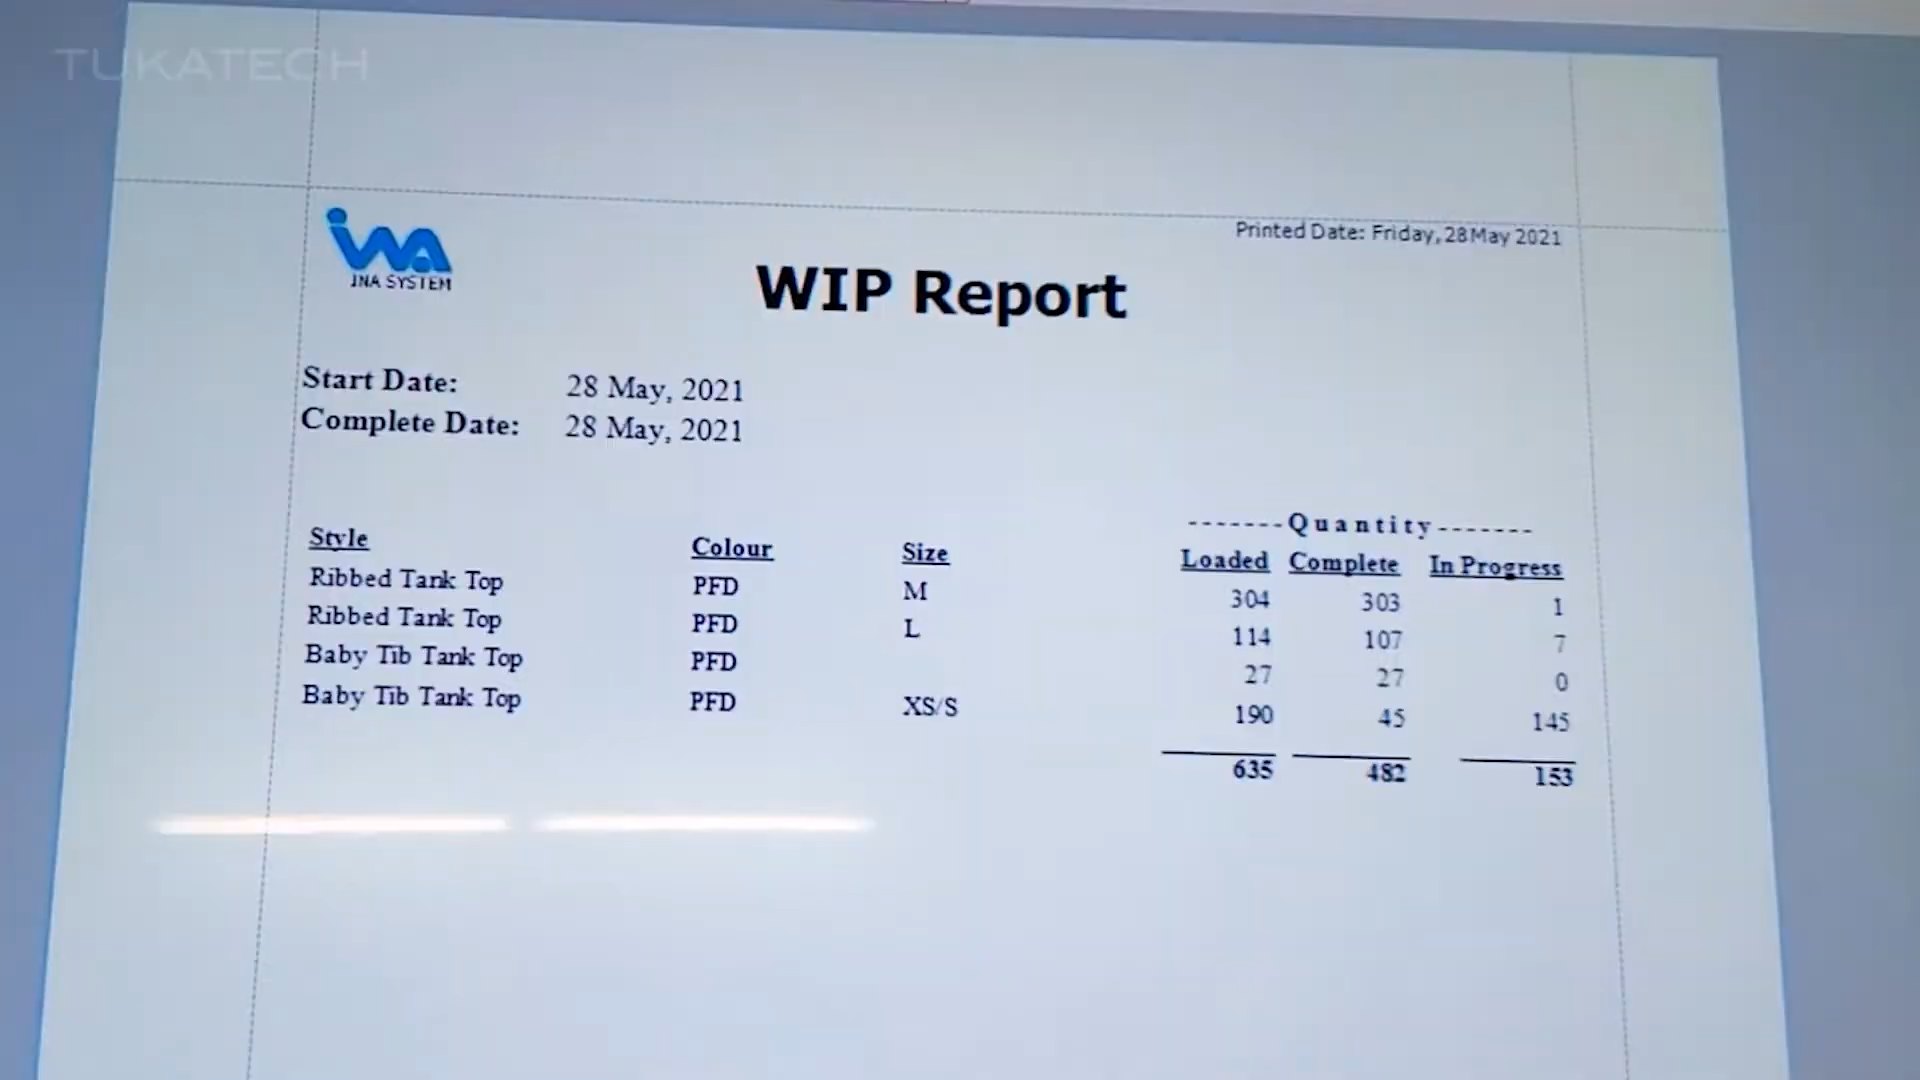 TUKATECH
INA SYSTEM
Printed Date: Friday, 28 May 2021
WIP Report
Start Date: 28 May, 2021
Complete Date: 28 May, 2021
-------Quantity-------
Style Colour Size Loaded Complete In Progress
Ribbed Tank Top PFD M 304 303 1
Ribbed Tank Top PFD L 114 107 7
Baby Tib Tank Top PFD 27 27 0
Baby Tib Tank Top PFD XS/S 190 45 145
635 482 153